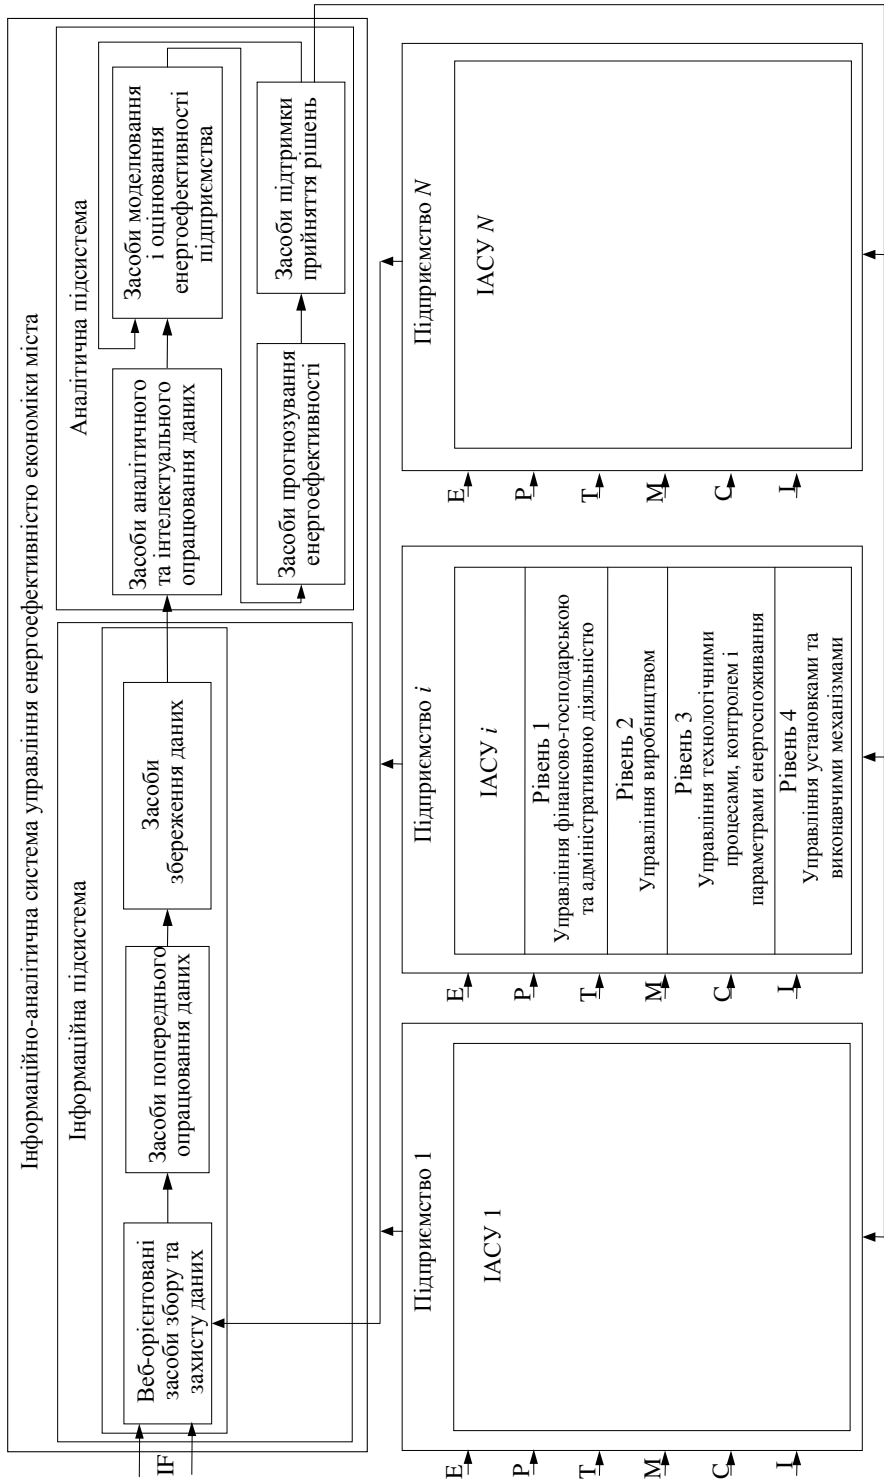 Інформаційно-аналітична система управління енергоефективністю економіки міста
Інформаційна підсистема
Аналітична підсистема
IF
Веб-орієнтовані
засоби збору та
захисту даних
Засоби попереднього
опрацювання даних
Засоби
збереження даних
Засоби аналітичного
та інтелектуального
опрацювання даних
Засоби моделювання
і оцінювання
енергоефективності
підприємства
Засоби прогнозування
енергоефективності
Засоби підтримки
прийняття рішень
Підприємство 1
E
P
T
M
C
I
ІАСУ 1
Підприємство i
E
P
T
M
C
I
ІАСУ i
Рівень 1
Управління фінансово-господарською
та адміністративною діяльністю
Рівень 2
Управління виробництвом
Рівень 3
Управління технологічними
процесами, контролем і
параметрами енергоспоживання
Рівень 4
Управління установками та
виконавчими механізмами
Підприємство N
E
P
T
M
C
I
ІАСУ N